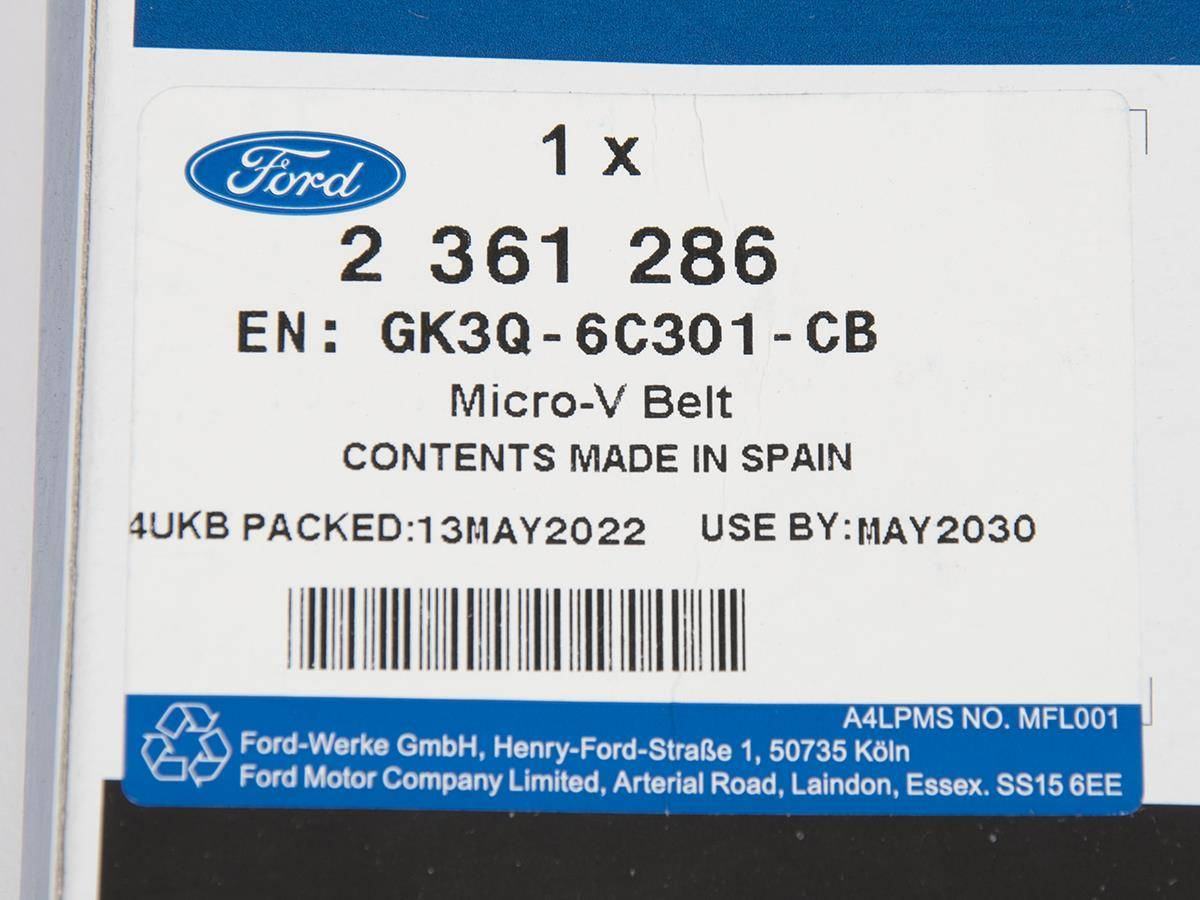 Ford
1 x
2 361 286
EN: GK3Q-6C301-CB
Micro-V Belt
CONTENTS MADE IN SPAIN
4UKB PACKED:13MAY2022 USE BY:MAY2030
A4LPMS NO. MFL001
Ford-Werke GmbH, Henry-Ford-Straße 1, 50735 Köln
Ford Motor Company Limited, Arterial Road, Laindon, Essex. SS15 6EE